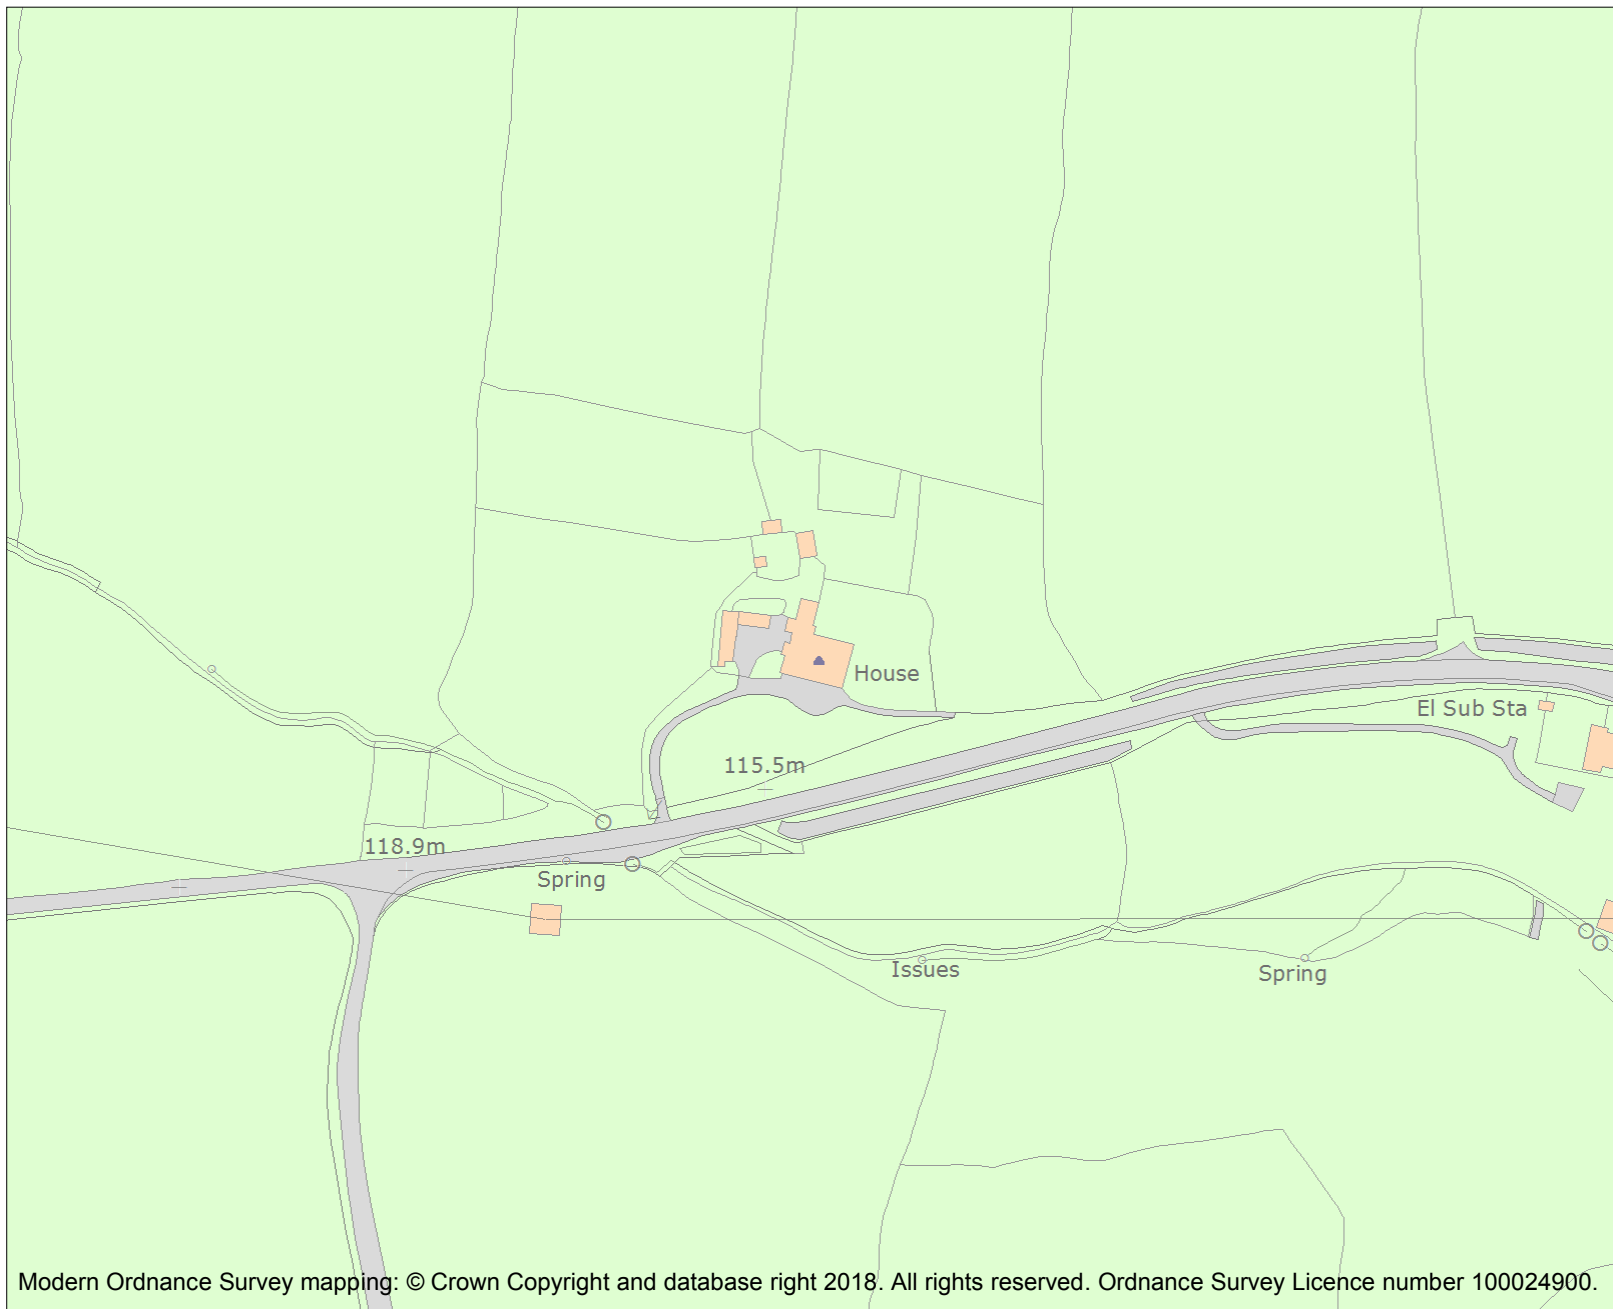 House
El Sub Sta
115.5m
118.9m
Spring
Issues
Spring
Modern Ordnance Survey mapping: © Crown Copyright and database right 2018. All rights reserved. Ordnance Survey Licence number 100024900.